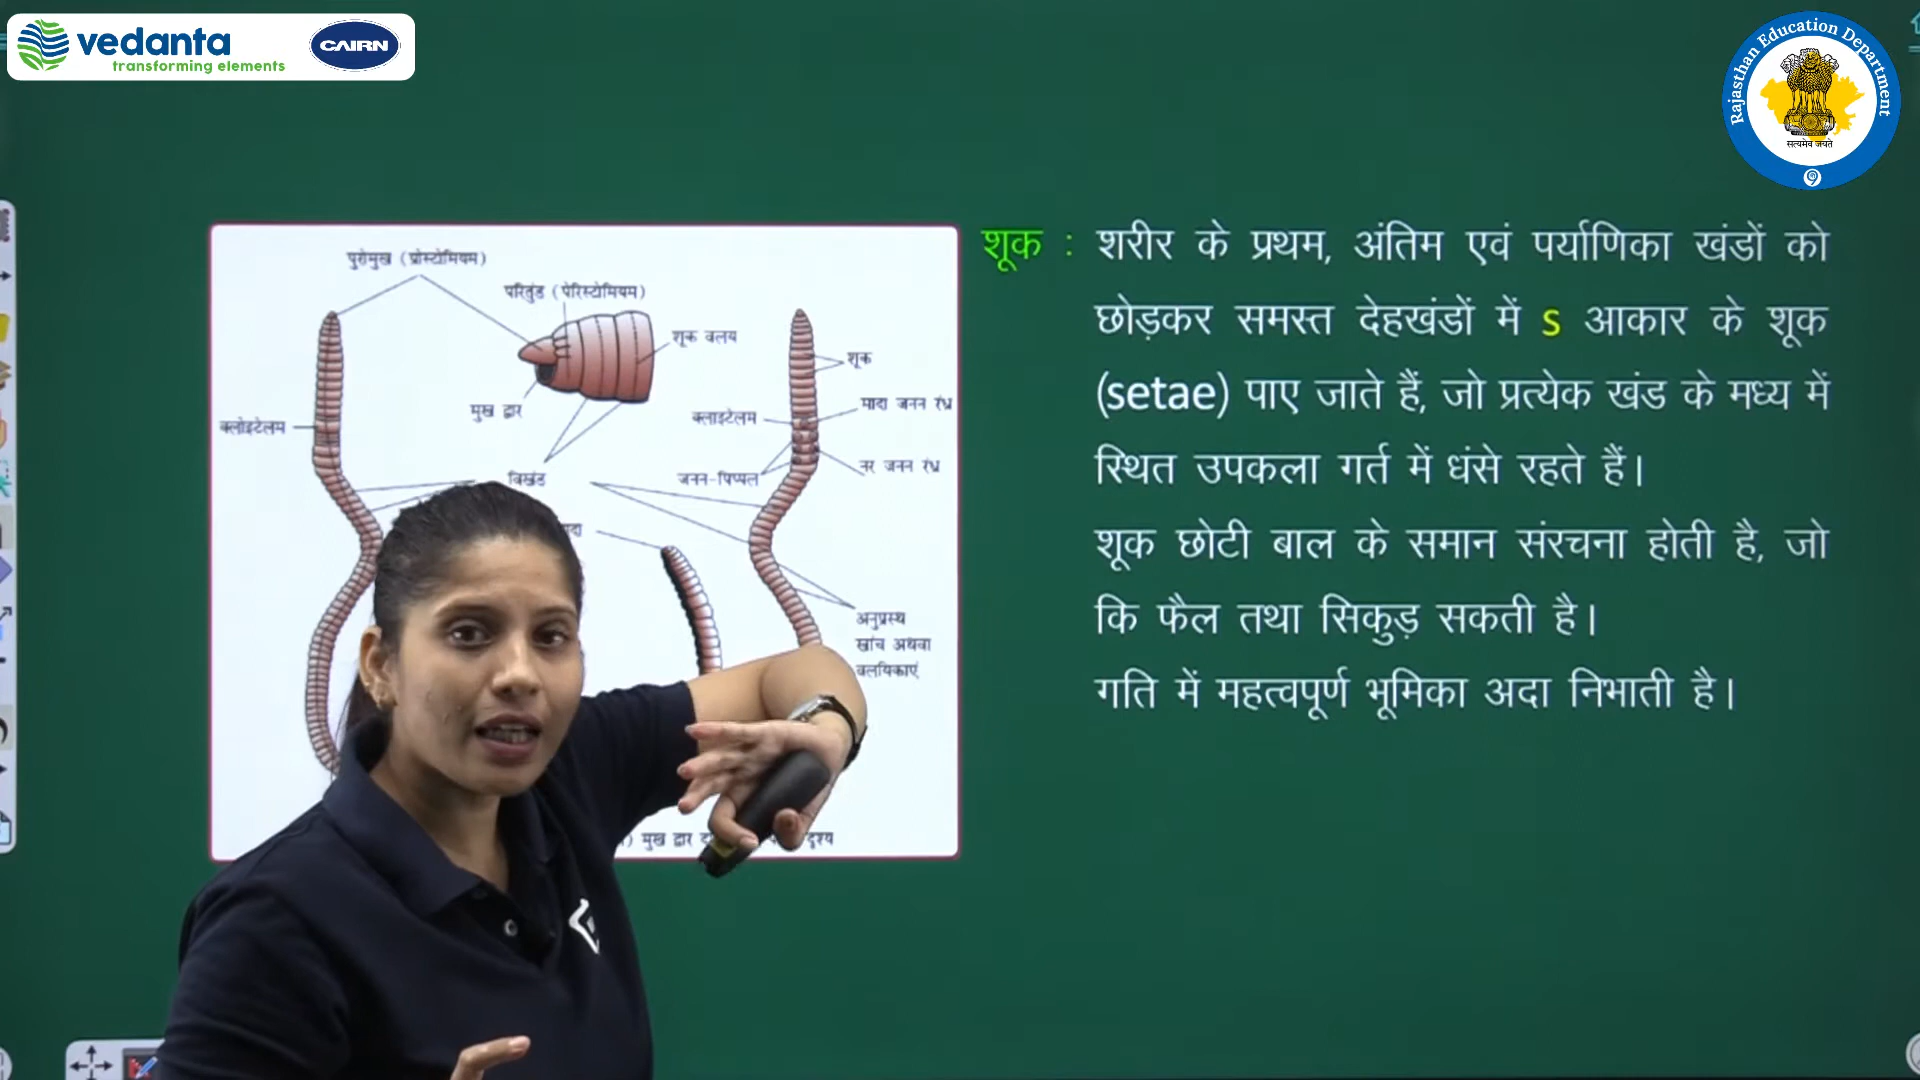 vedanta
transforming elements
CAIRN
Rajasthan Education Department
सत्यमेव जयते
पुरोमुख (प्रोस्टोमियम)
परितुंड (पेरिस्टोमियम)
शूक वलय
मुख द्वार
क्लाइटेलम
विखंड
शूक
मादा जनन रंध्र
क्लाइटेलम
नर जनन रंध्र
जनन-पिप्पल
अनुप्रस्थ
खांच अथवा
वलयिकाएं
मुख द्वार
दृश्य
शूक : शरीर के प्रथम, अंतिम एवं पर्याणिका खंडों को
छोड़कर समस्त देहखंडों में s आकार के शूक
(setae) पाए जाते हैं, जो प्रत्येक खंड के मध्य में
स्थित उपकला गर्त में धंसे रहते हैं।
शूक छोटी बाल के समान संरचना होती है, जो
कि फैल तथा सिकुड़ सकती है।
गति में महत्वपूर्ण भूमिका अदा निभाती है।